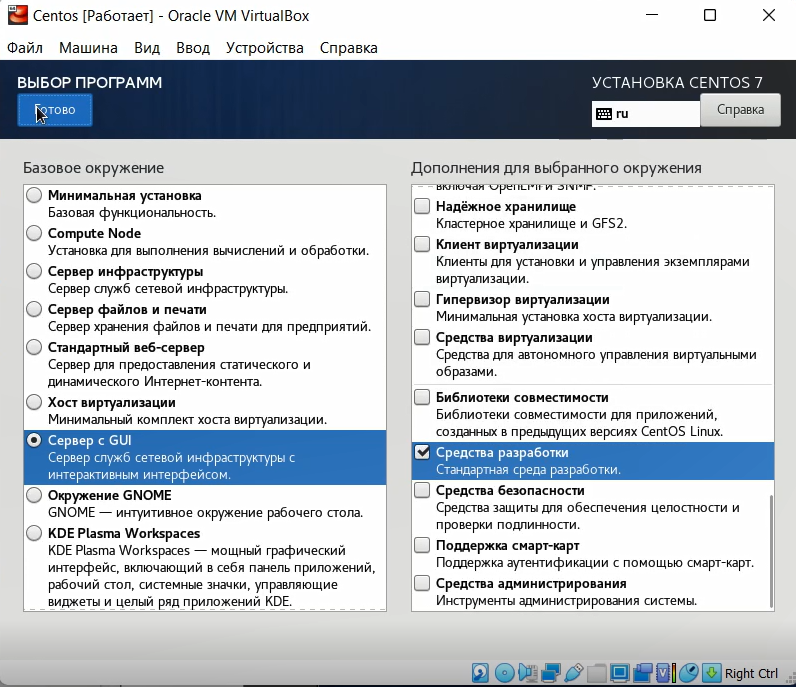 Centos [Работает] - Oracle VM VirtualBox
Файл Машина Вид Ввод Устройства Справка
ВЫБОР ПРОГРАММ
УСТАНОВКА CENTOS 7
Готово
ru
Справка
Базовое окружение
Минимальная установка
Базовая функциональность.
Compute Node
Установка для выполнения вычислений и обработки.
Сервер инфраструктуры
Сервер служб сетевой инфраструктуры.
Сервер файлов и печати
Сервер хранения файлов и печати для предприятий.
Стандартный веб-сервер
Сервер для предоставления статического и
динамического Интернет-контента.
Хост виртуализации
Минимальный комплект хоста виртуализации.
Сервер с GUI
Сервер служб сетевой инфраструктуры с
интерактивным интерфейсом.
Окружение GNOME
GNOME — интуитивное окружение рабочего стола.
KDE Plasma Workspaces
KDE Plasma Workspaces — мощный графический
интерфейс, включающий в себя панель приложений,
рабочий стол, системные значки, управляющие
виджеты и целый ряд приложений KDE.
Дополнения для выбранного окружения
включая OpenLMI и SNMP.
Надёжное хранилище
Кластерное хранилище и GFS2.
Клиент виртуализации
Клиенты для установки и управления экземплярами
виртуализации.
Гипервизор виртуализации
Минимальная установка хоста виртуализации.
Средства виртуализации
Средства для автономного управления виртуальными
образами.
Библиотеки совместимости
Библиотеки совместимости для приложений,
созданных в предыдущих версиях CentOS Linux.
Средства разработки
Стандартная среда разработки.
Средства безопасности
Средства защиты для обеспечения целостности и
проверки подлинности.
Поддержка смарт-карт
Поддержка аутентификации с помощью смарт-карт.
Средства администрирования
Инструменты администрирования системы.
Right Ctrl